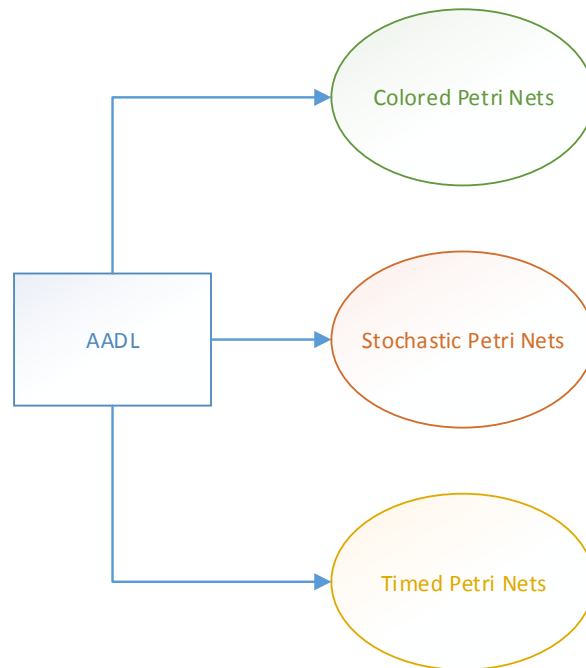 Colored Petri Nets
AADL
Stochastic Petri Nets
Timed Petri Nets